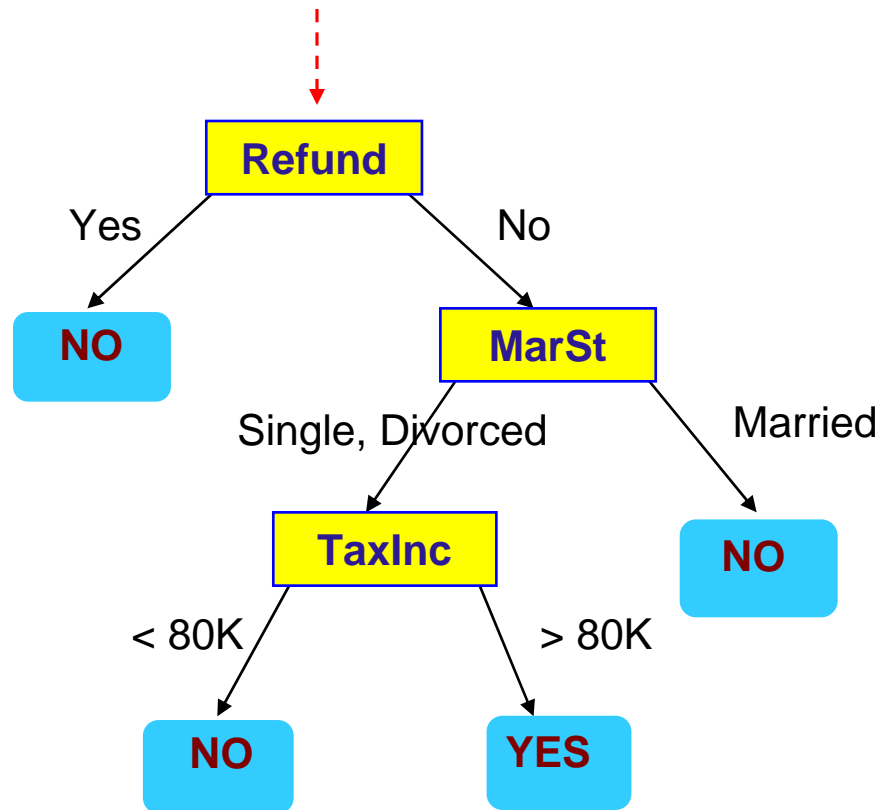 Refund
Yes
No
NO
MarSt
Single, Divorced
Married
TaxInc
NO
< 80K
> 80K
NO
YES